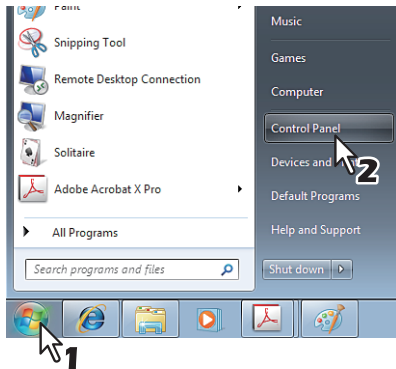 Paint
Snipping Tool
Remote Desktop Connection
Magnifier
Solitaire
Adobe Acrobat X Pro
All Programs
Search programs and files
Music
Games
Computer
Control Panel
2
Devices and
Default Programs
Help and Support
Shut down
1